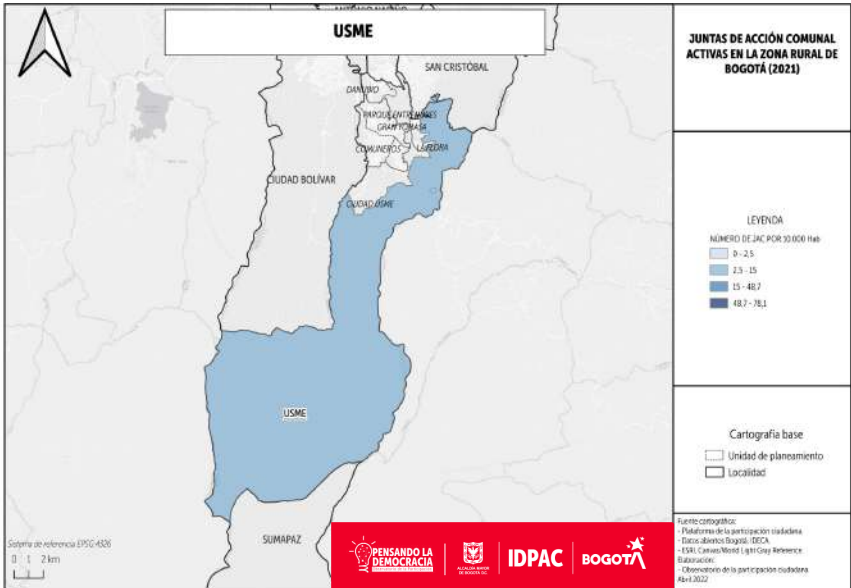 USME
SAN CRISTÓBAL
DANUBIO
PARQUE ENTRENUBES
GRAN YOMASA
COMUNEROS
LA FLORA
CIUDAD BOLÍVAR
CIUDAD USME
USME
SUMAPAZ
Sistema de referencia EPSG:4326
0 1 2 km
PENSANDO LA
DEMOCRACIA
ALCALDÍA MAYOR
DE BOGOTÁ D.C.
IDPAC
BOGOTÁ
JUNTAS DE ACCIÓN COMUNAL
ACTIVAS EN LA ZONA RURAL DE
BOGOTÁ (2021)
LEYENDA
NÚMERO DE JAC POR 10.000 Hab
0 - 2,5
2,5 - 15
15 - 48,7
48,7 - 78,1
Cartografía base
Unidad de planeamiento
Localidad
Fuente cartográfica:
- Plataforma de la participación ciudadana
- Datos abiertos Bogotá, IDECA.
- ESRI, Canvas/World Light Gray Reference
Elaboración:
- Observatorio de la participación ciudadana
Abril 2022